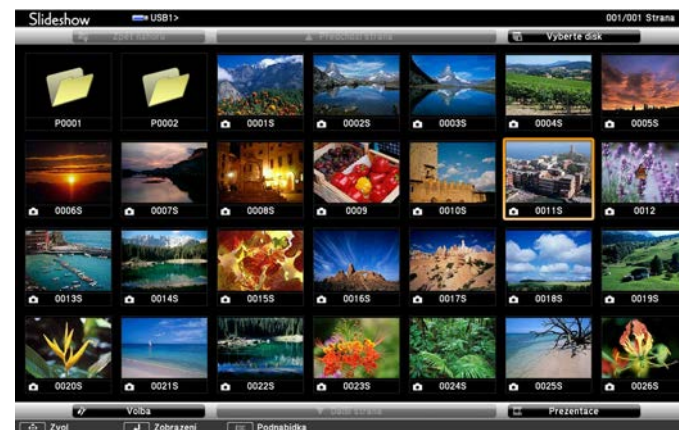 Slideshow USB1> 001/001 Strana
Zpět nahoru Předchozí strana Vyberte disk
P0001 P0002 0001S 0002S 0003S 0004S 0005S
0006S 0007S 0008S 0009 0010S 0011S 0012
0013S 0014S 0015S 0016S 0017S 0018S 0019S
0020S 0021S 0022S 0023S 0024S 0025S 0026S
Volba Další strana Prezentace
Zvol Zobrazení Podnabídka